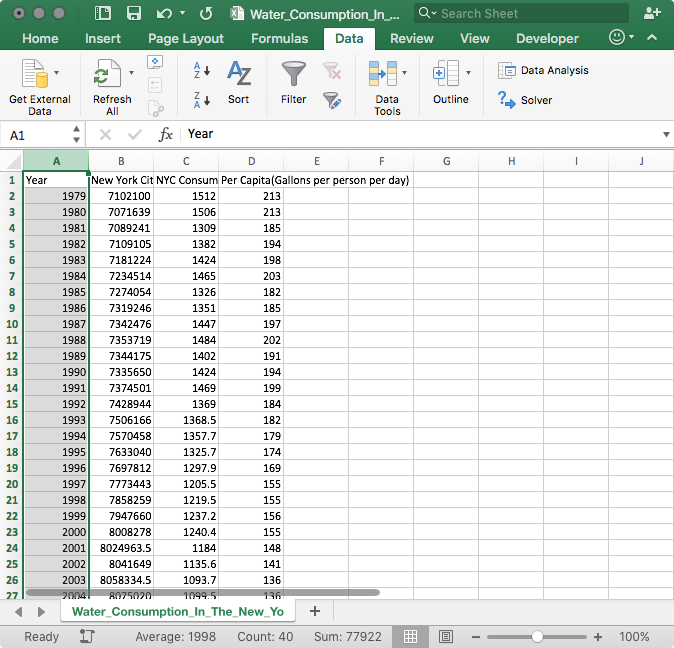 Water_Consumption_In_... Search Sheet
Home Insert Page Layout Formulas Data Review View Developer
Get External Data
Refresh All
A Z
Z A
AZ
Sort
Filter
Data Tools
Outline
Data Analysis
? Solver
A1 fx Year
A B C D E F G H I J
1 Year New York Cit NYC Consum Per Capita(Gallons per person per day)
2 1979 7102100 1512 213
3 1980 7071639 1506 213
4 1981 7089241 1309 185
5 1982 7109105 1382 194
6 1983 7181224 1424 198
7 1984 7234514 1465 203
8 1985 7274054 1326 182
9 1986 7319246 1351 185
10 1987 7342476 1447 197
11 1988 7353719 1484 202
12 1989 7344175 1402 191
13 1990 7335650 1424 194
14 1991 7374501 1469 199
15 1992 7428944 1369 184
16 1993 7506166 1368.5 182
17 1994 7570458 1357.7 179
18 1995 7633040 1325.7 174
19 1996 7697812 1297.9 169
20 1997 7773443 1205.5 155
21 1998 7858259 1219.5 155
22 1999 7947660 1237.2 156
23 2000 8008278 1240.4 155
24 2001 8024963.5 1184 148
25 2002 8041649 1135.6 141
26 2003 8058334.5 1093.7 136
27 2004 8075020 1099.5 136
Water_Consumption_In_The_New_Yo +
Ready Average: 1998 Count: 40 Sum: 77922 100%